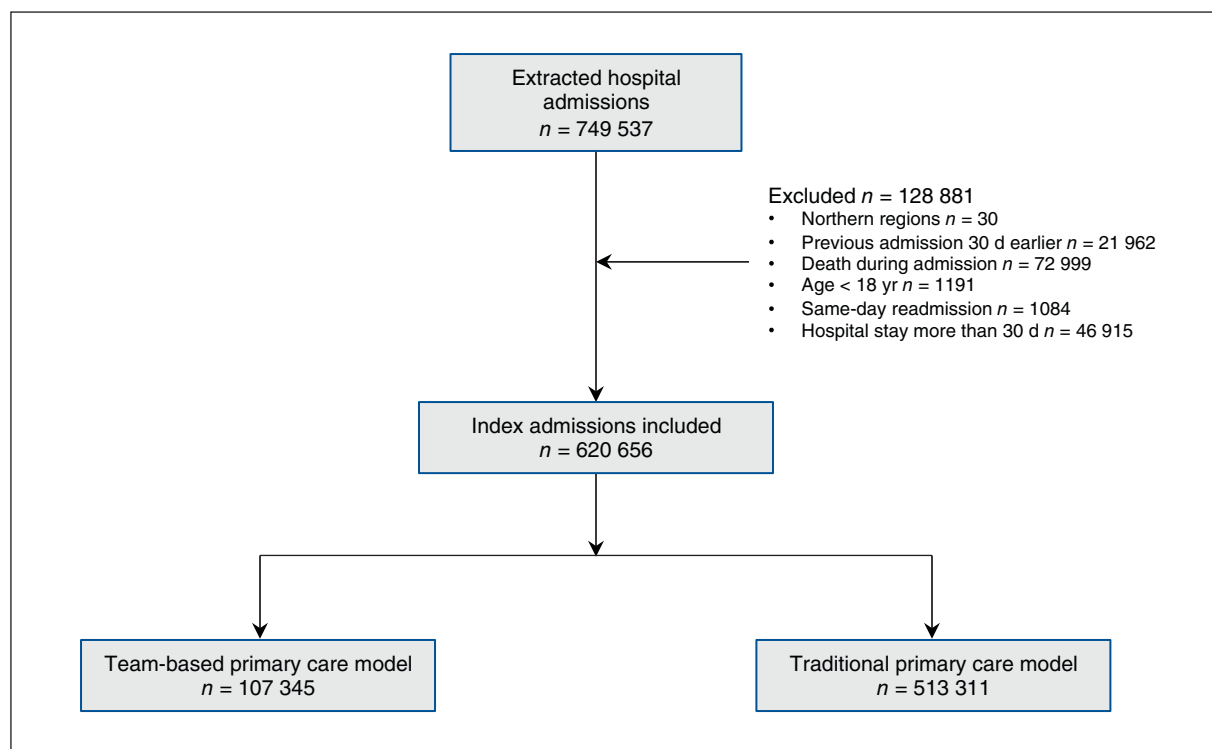 Extracted hospital
admissions
n = 749 537
Excluded n = 128 881
• Northern regions n = 30
• Previous admission 30 d earlier n = 21 962
• Death during admission n = 72 999
• Age < 18 yr n = 1191
• Same-day readmission n = 1084
• Hospital stay more than 30 d n = 46 915
Index admissions included
n = 620 656
Team-based primary care model
n = 107 345
Traditional primary care model
n = 513 311